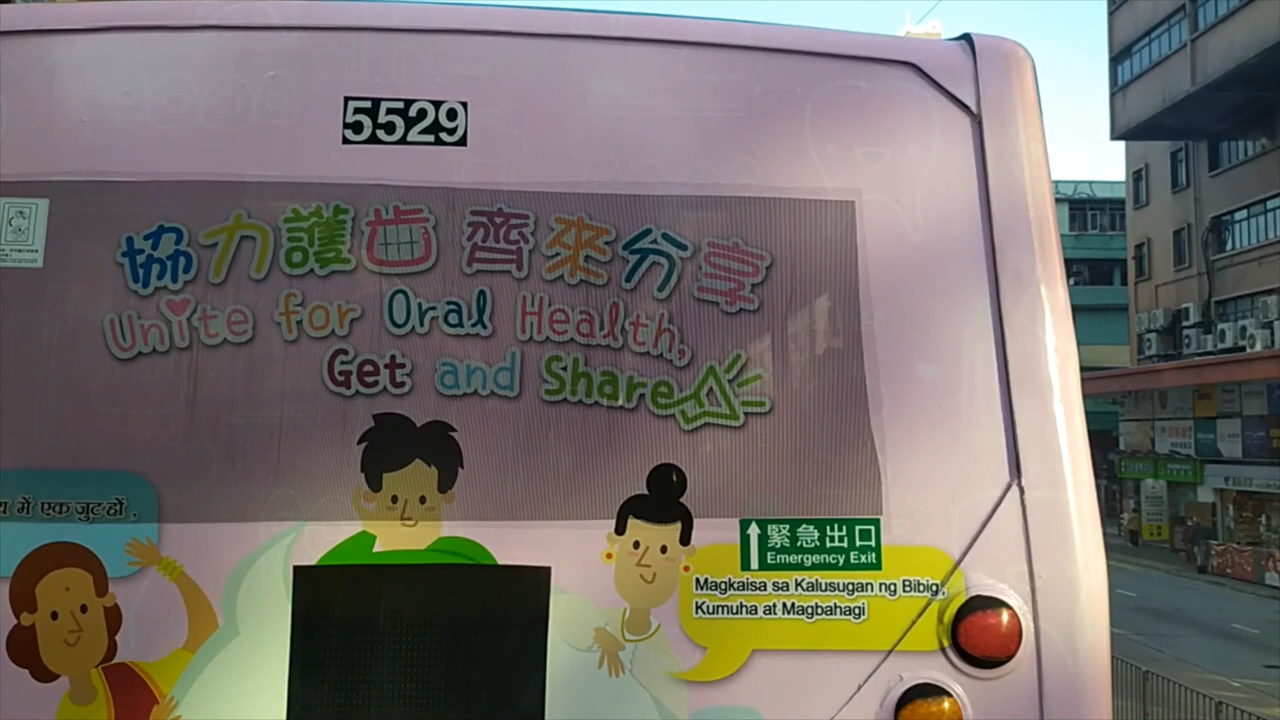 5529
協力護齒 齊來分享
Unite for Oral Health,
Get and Share
में एकजुट हों ,
緊急出口
Emergency Exit
Magkaisa sa Kalusugan ng Bibig,
Kumuha at Magbahagi